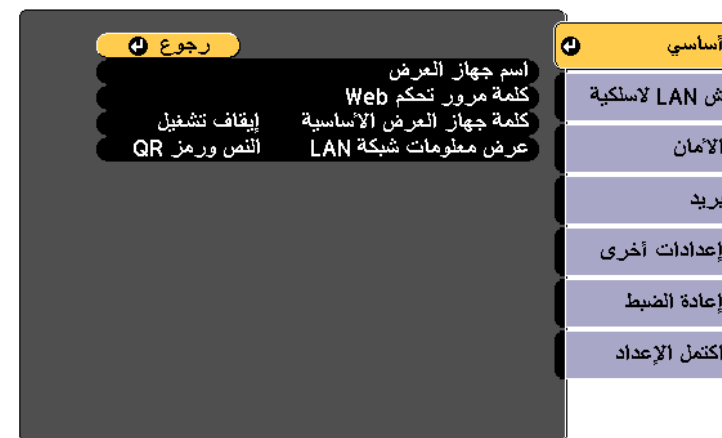 أساسي
ش LAN لاسلكية
الأمان
بريد
إعدادات أخرى
إعادة الضبط
اكتمل الإعداد
رجوع
اسم جهاز العرض
كلمة مرور تحكم Web
كلمة جهاز العرض الأساسية إيقاف تشغيل
عرض معلومات شبكة LAN النص ورمز QR